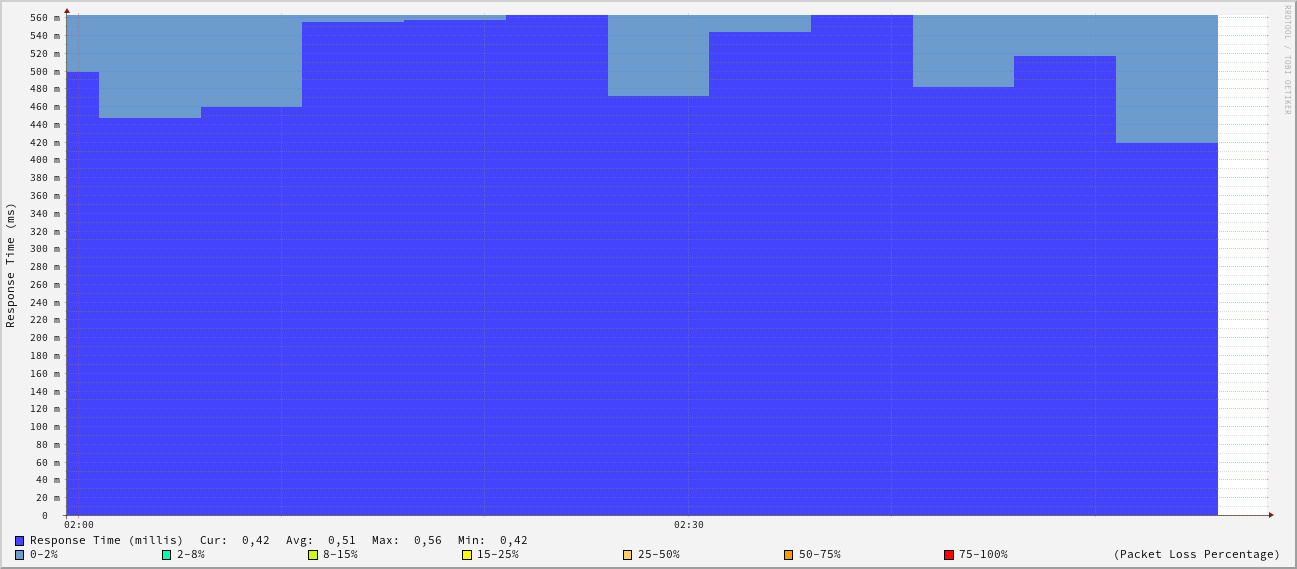 RRDTOOL / TOBI OETIKER
Response Time (ms)
560 m
540 m
520 m
500 m
480 m
460 m
440 m
420 m
400 m
380 m
360 m
340 m
320 m
300 m
280 m
260 m
240 m
220 m
200 m
180 m
160 m
140 m
120 m
100 m
80 m
60 m
40 m
20 m
0
02:00 02:30
Response Time (millis) Cur: 0,42 Avg: 0,51 Max: 0,56 Min: 0,42
0-2% 2-8% 8-15% 15-25% 25-50% 50-75% 75-100% (Packet Loss Percentage)